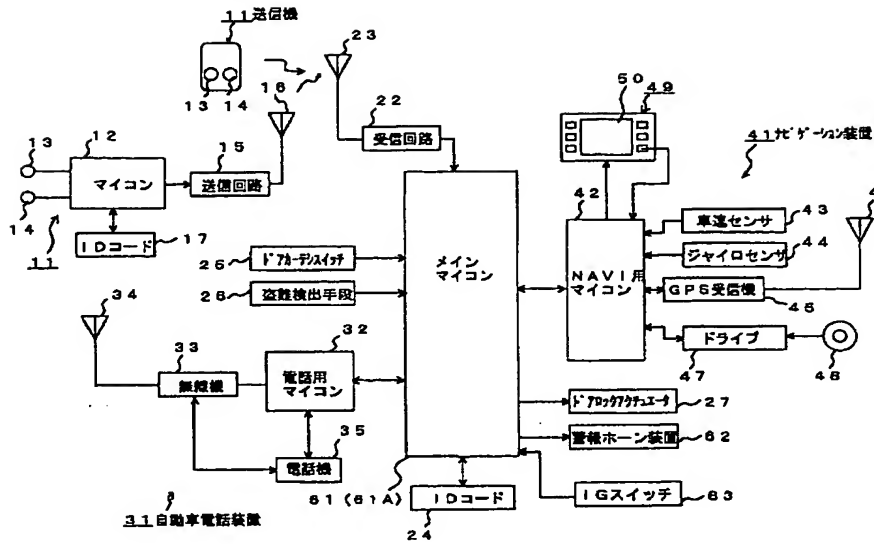 11送信機
23
13 14
16
22
受信回路
50 49
41ナビゲーション装置
13
12
マイコン
15
送信回路
14
11
IDコード
17
42
NAVI用
マイコン
車速センサ
43
ジャイロセンサ
44
GPS受信機
45
4
ドライブ
47
48
メイン
マイコン
25
ドアカーテシスイッチ
26
盗難検出手段
34
33
無線機
32
電話用
マイコン
35
電話機
31自動車電話装置
61(61A)
IDコード
24
ドアロックアクチュエータ
27
警報ホーン装置
62
IGスイッチ
63